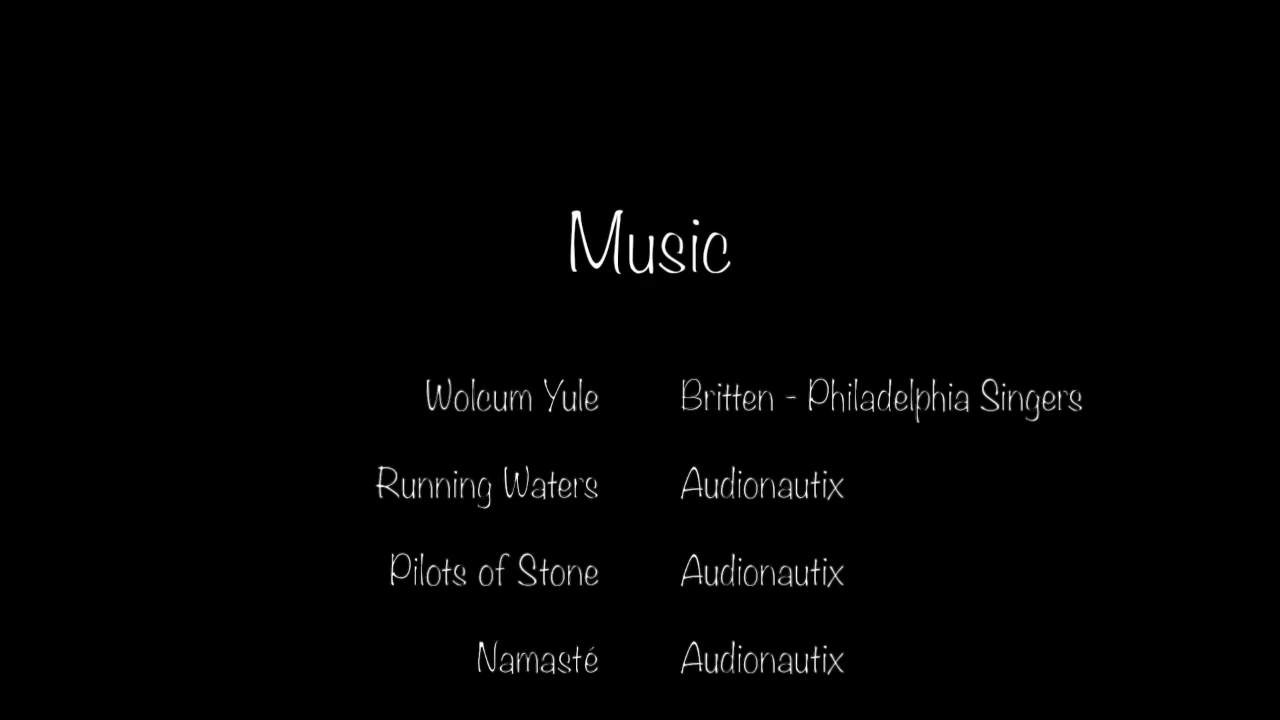 Music
Wolcum Yule Britten - Philadelphia Singers
Running Waters Audionautix
Pilots of Stone Audionautix
Namasté Audionautix